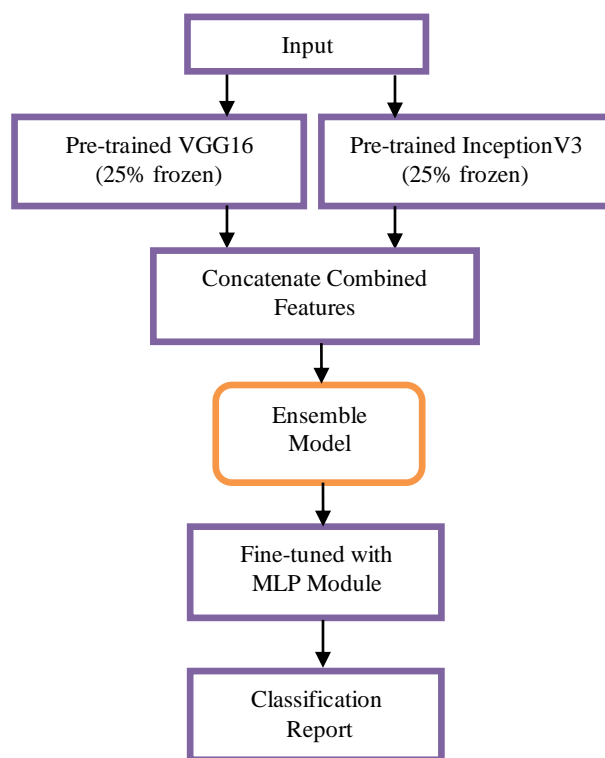 Input
Pre-trained VGG16
(25% frozen)
Pre-trained InceptionV3
(25% frozen)
Concatenate Combined
Features
Ensemble
Model
Fine-tuned with
MLP Module
Classification
Report